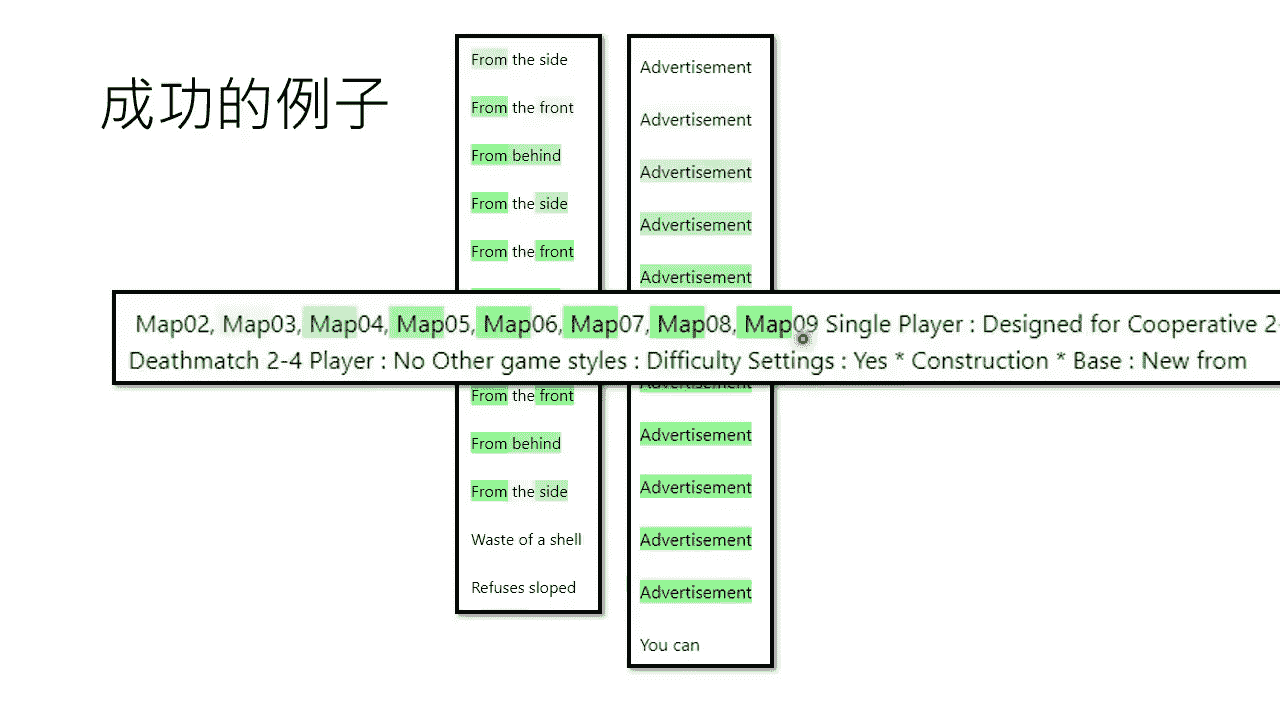 成功的例子
From the side
From the front
From behind
From the side
From the front
From the front
From behind
From the side
Waste of a shell
Refuses sloped
Advertisement
Advertisement
Advertisement
Advertisement
Advertisement
Advertisement
Advertisement
Advertisement
Advertisement
Advertisement
You can
Map02, Map03, Map04, Map05, Map06, Map07, Map08, Map09 Single Player : Designed for Cooperative 2-
Deathmatch 2-4 Player : No Other game styles : Difficulty Settings : Yes * Construction * Base : New from